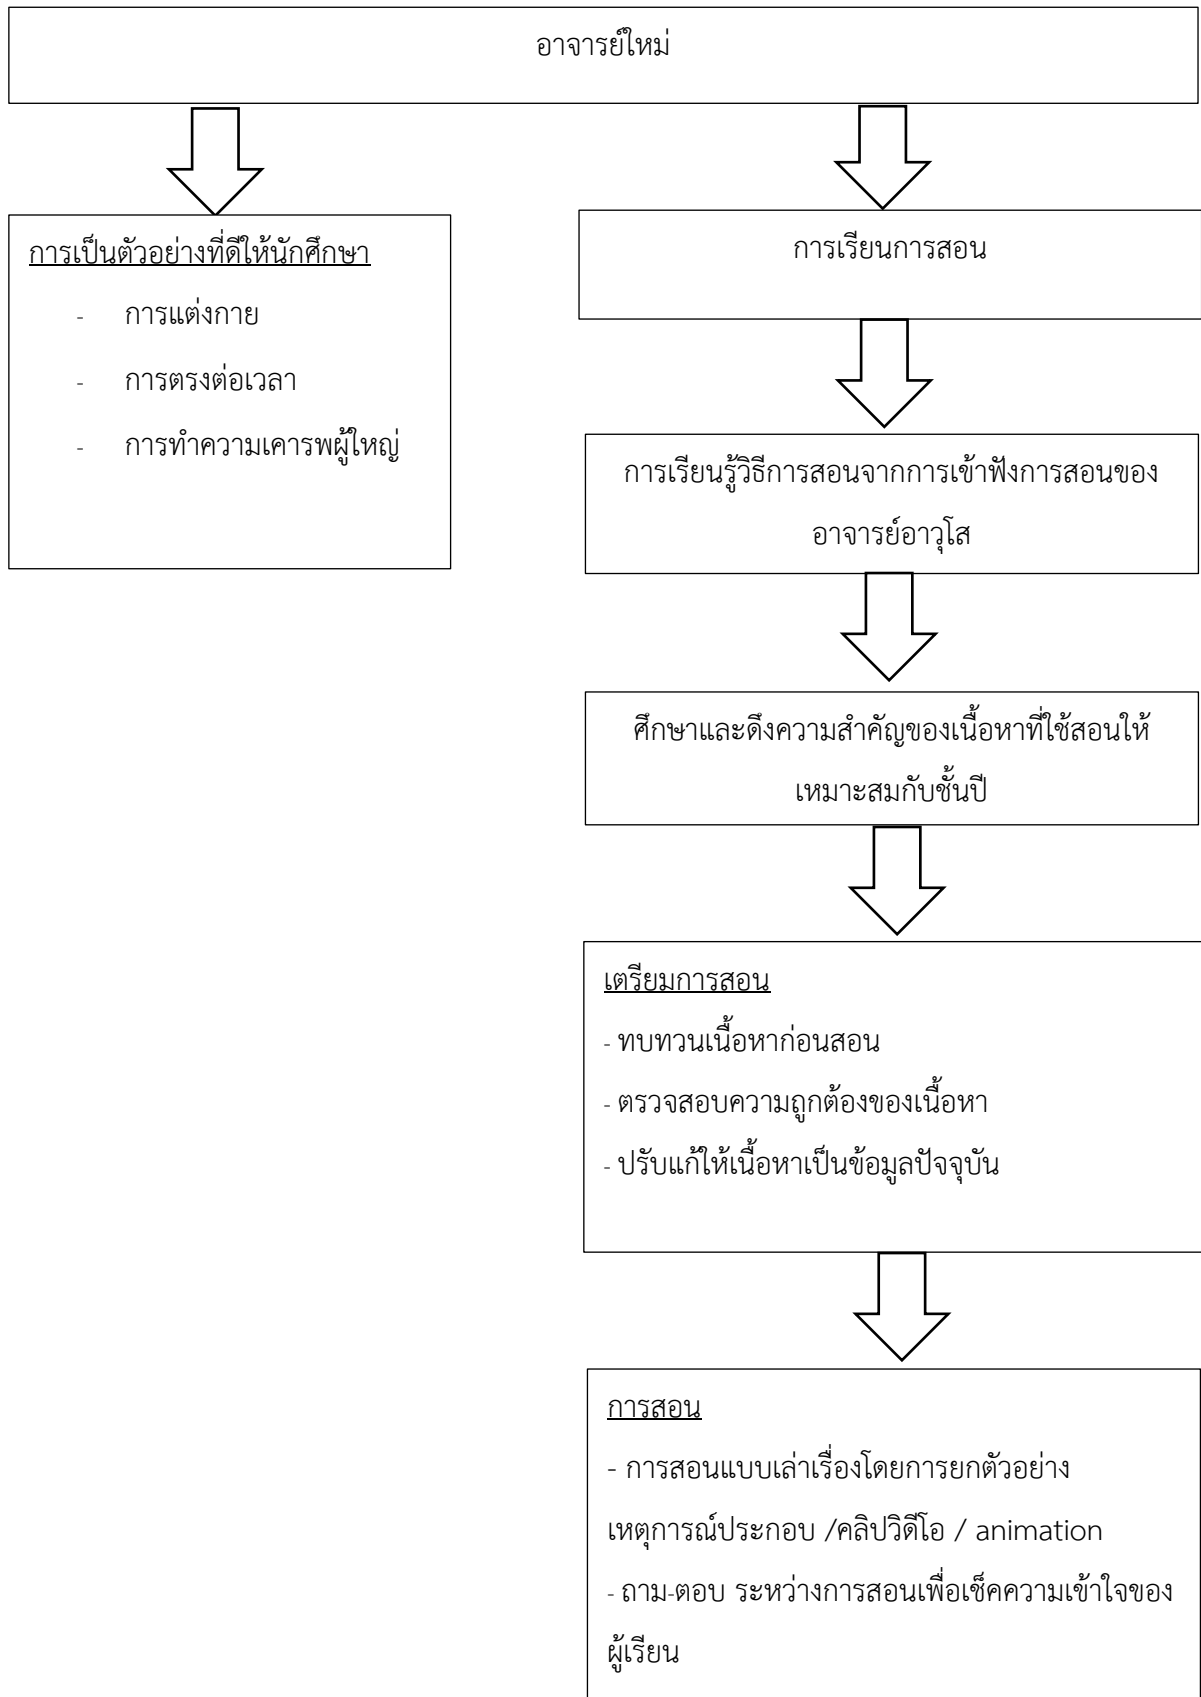 อาจารย์ใหม่
การเป็นตัวอย่างที่ดีให้นักศึกษา
- การแต่งกาย
- การตรงต่อเวลา
- การทำความเคารพผู้ใหญ่
การเรียนการสอน
การเรียนรู้วิธีการสอนจากการเข้าฟังการสอนของ
อาจารย์อาวุโส
ศึกษาและดึงความสำคัญของเนื้อหาที่ใช้สอนให้
เหมาะสมกับชั้นปี
เตรียมการสอน
- ทบทวนเนื้อหาก่อนสอน
- ตรวจสอบความถูกต้องของเนื้อหา
- ปรับแก้ให้เนื้อหาเป็นข้อมูลปัจจุบัน
การสอน
- การสอนแบบเล่าเรื่องโดยการยกตัวอย่าง
เหตุการณ์ประกอบ /คลิปวิดีโอ / animation
- ถาม-ตอบ ระหว่างการสอนเพื่อเช็คความเข้าใจของ
ผู้เรียน